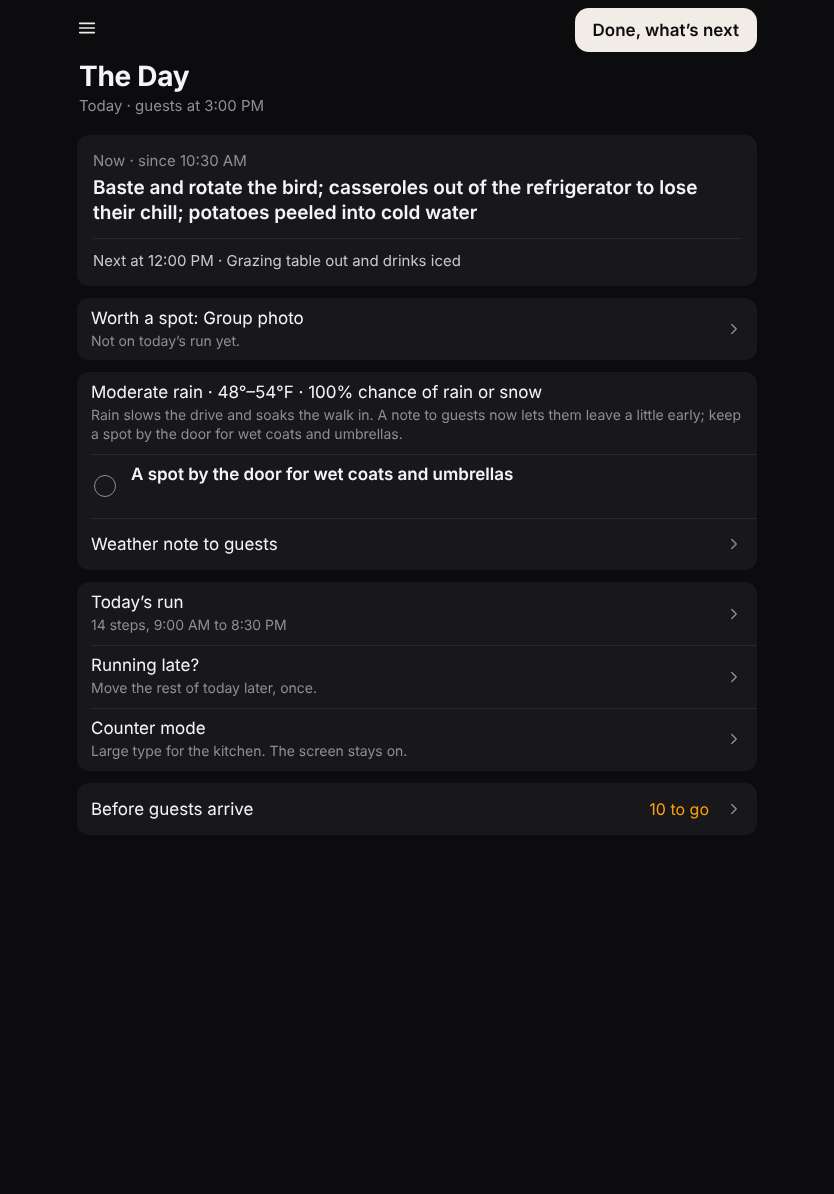 Done, what’s next
The Day
Today · guests at 3:00 PM
Now · since 10:30 AM
Baste and rotate the bird; casseroles out of the refrigerator to lose
their chill; potatoes peeled into cold water
Next at 12:00 PM · Grazing table out and drinks iced
Worth a spot: Group photo
Not on today’s run yet.
Moderate rain · 48°–54°F · 100% chance of rain or snow
Rain slows the drive and soaks the walk in. A note to guests now lets them leave a little early; keep
a spot by the door for wet coats and umbrellas.
A spot by the door for wet coats and umbrellas
Weather note to guests
Today’s run
14 steps, 9:00 AM to 8:30 PM
Running late?
Move the rest of today later, once.
Counter mode
Large type for the kitchen. The screen stays on.
Before guests arrive 10 to go